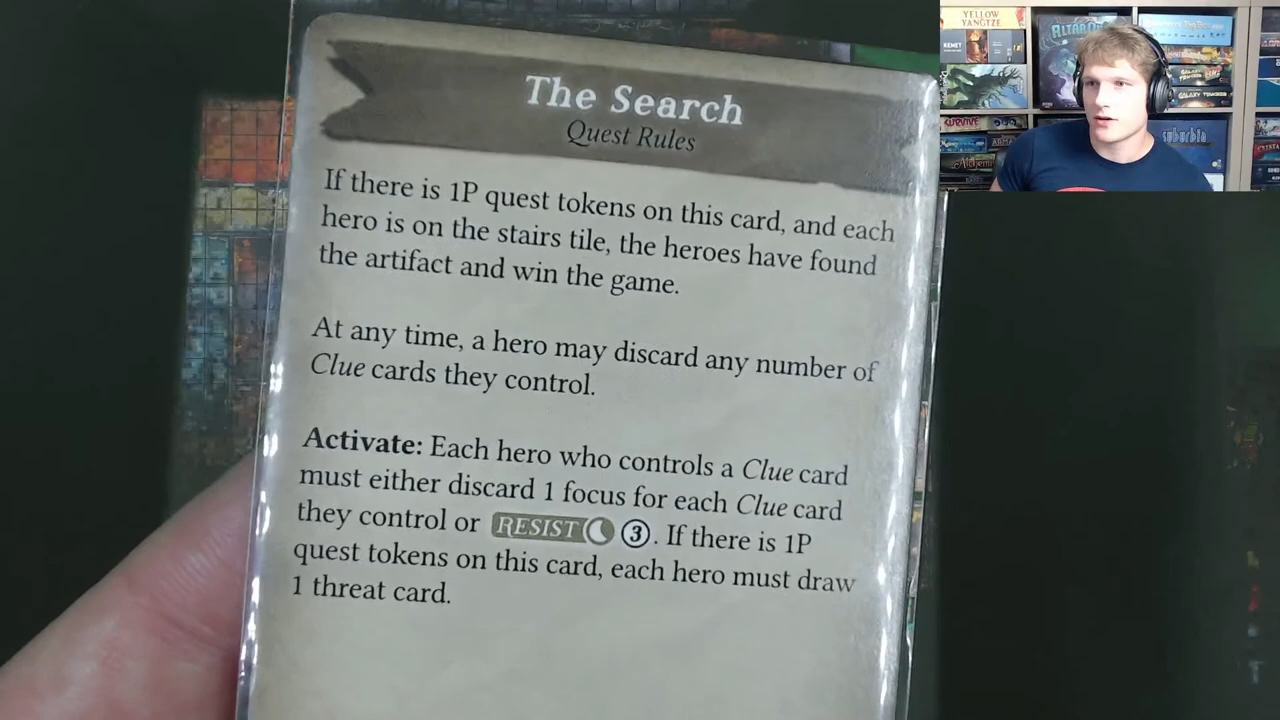 The Search
Quest Rules
If there is 1P quest tokens on this card, and each
hero is on the stairs tile, the heroes have found
the artifact and win the game.
At any time, a hero may discard any number of
Clue cards they control.
Activate: Each hero who controls a Clue card
must either discard 1 focus for each Clue card
they control or RESIST 3. If there is 1P
quest tokens on this card, each hero must draw
1 threat card.
YELLOW
YANGTZE
KEMET
SURVIVE
suburbia